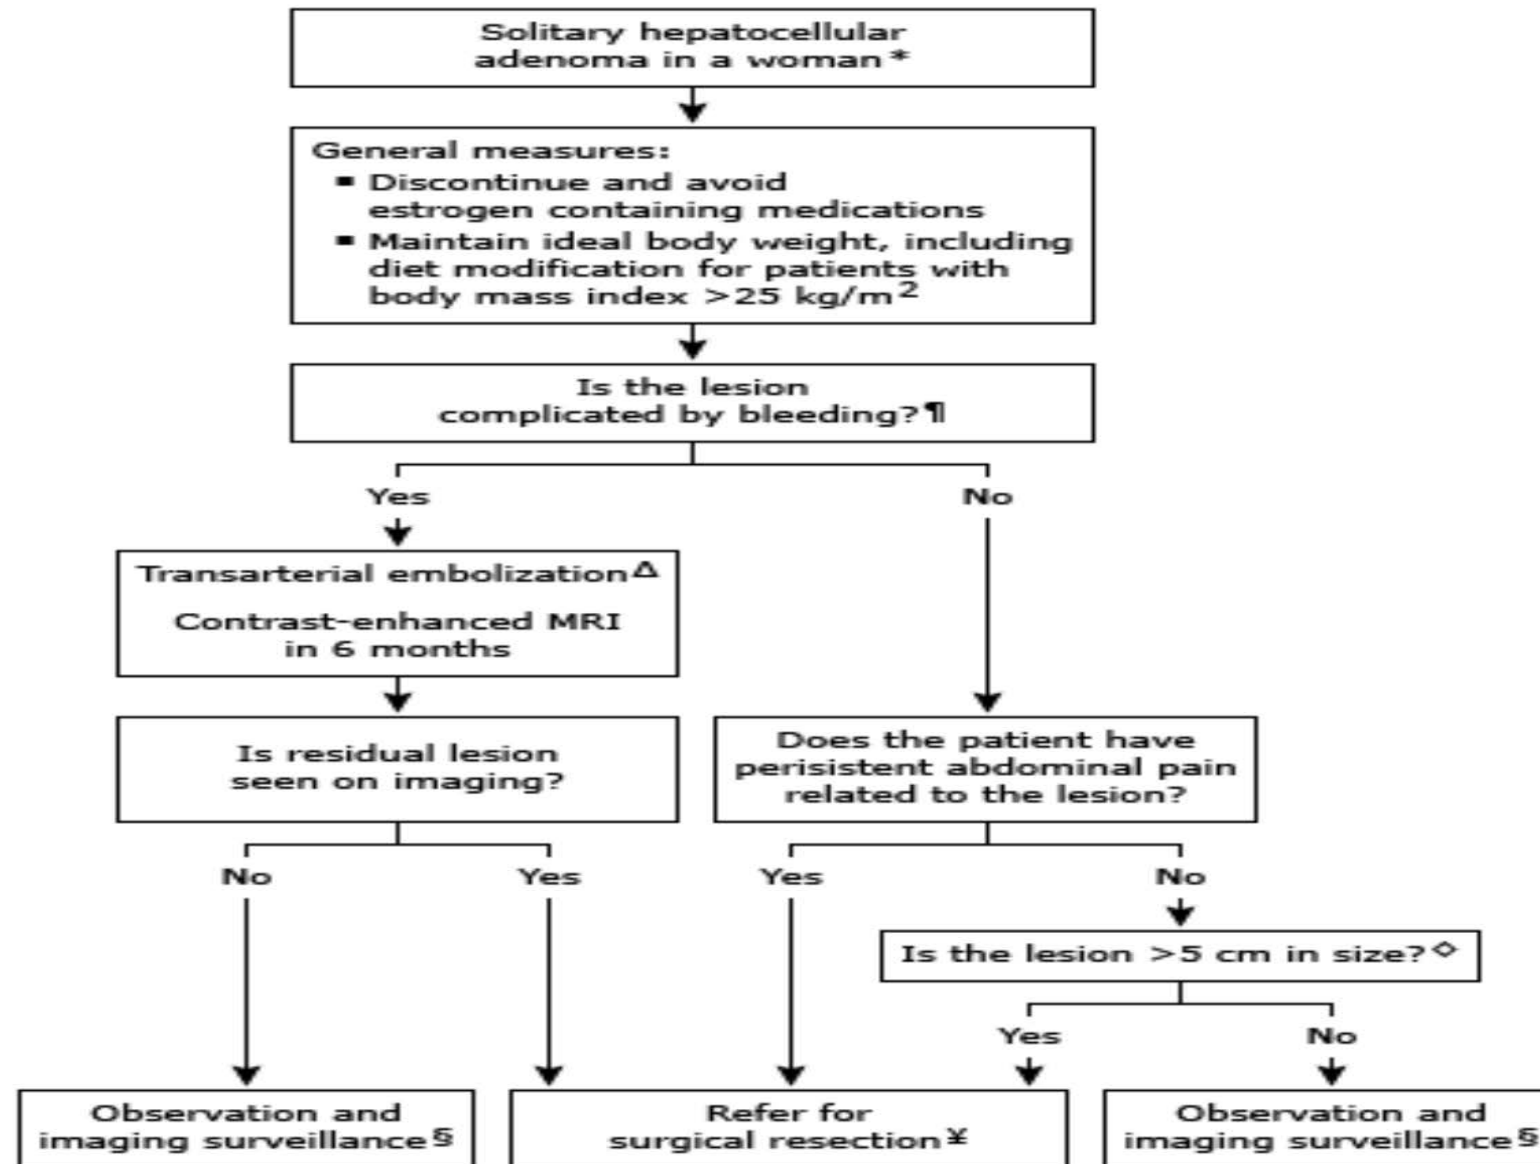 Solitary hepatocellular
adenoma in a woman*
General measures:
▪ Discontinue and avoid
estrogen containing medications
▪ Maintain ideal body weight, including
diet modification for patients with
body mass index >25 kg/m²
Is the lesion
complicated by bleeding?¶
Yes
No
Transarterial embolizationΔ
Contrast-enhanced MRI
in 6 months
Is residual lesion
seen on imaging?
Does the patient have
perisistent abdominal pain
related to the lesion?
No
Yes
Yes
No
Is the lesion >5 cm in size?◇
Yes
No
Observation and
imaging surveillance§
Refer for
surgical resection¥
Observation and
imaging surveillance§